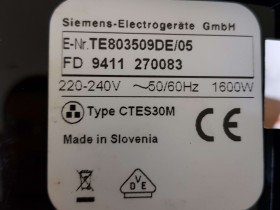 Siemens-Electrogeräte GmbH
E-Nr.TE803509DE/05
FD 9411 270083
220-240V ~50/60Hz 1600W
Type CTES30M
Made in Slovenia
CE
VDE